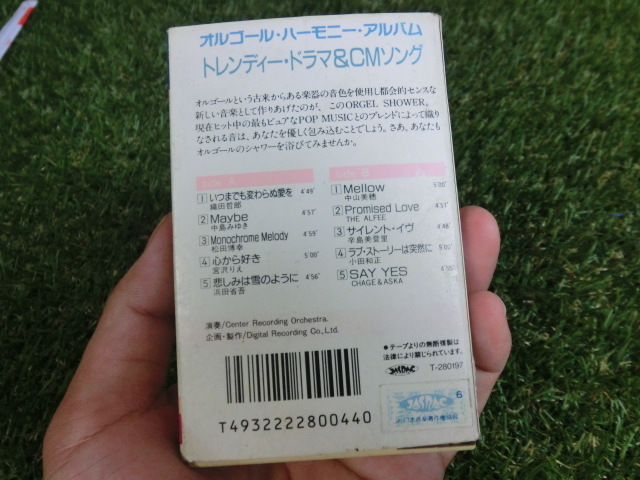 オルゴール・ハーモニー・アルバム
トレンディー・ドラマ&CMソング
オルゴールという古来からある楽器の音色を使用し都会的センスな
新しい音楽として作りあげたのが、このORGEL SHOWER。
現在ヒット中の最もピュアなPOP MUSICとのブレンドによって織り
なされる音は、あなたを優しく包み込むことでしょう。さあ、あなたも
オルゴールのシャワーを浴びてみませんか。
Side A
1 いつまでも変わらぬ愛を 4'49"
織田哲郎
2 Maybe 4'57"
中島みゆき
3 Monochrome Melody 4'59"
松田博幸
4 心から好き 5'00"
宮沢りえ
5 悲しみは雪のように 4'56"
浜田省吾
Side B
1 Mellow 5'00"
中山美穂
2 Promised Love 4'51"
THE ALFEE
3 サイレント・イヴ 4'46"
辛島美登里
4 ラブ・ストーリーは突然に 5'00"
小田和正
5 SAY YES
CHAGE&ASKA
演奏/Center Recording Orchestra.
企画・製作/Digital Recording Co.,Ltd.
●テープよりの無断複製は
法律により禁じられています。
JASRAC
T-280197
T4932222800440
JASRAC
6